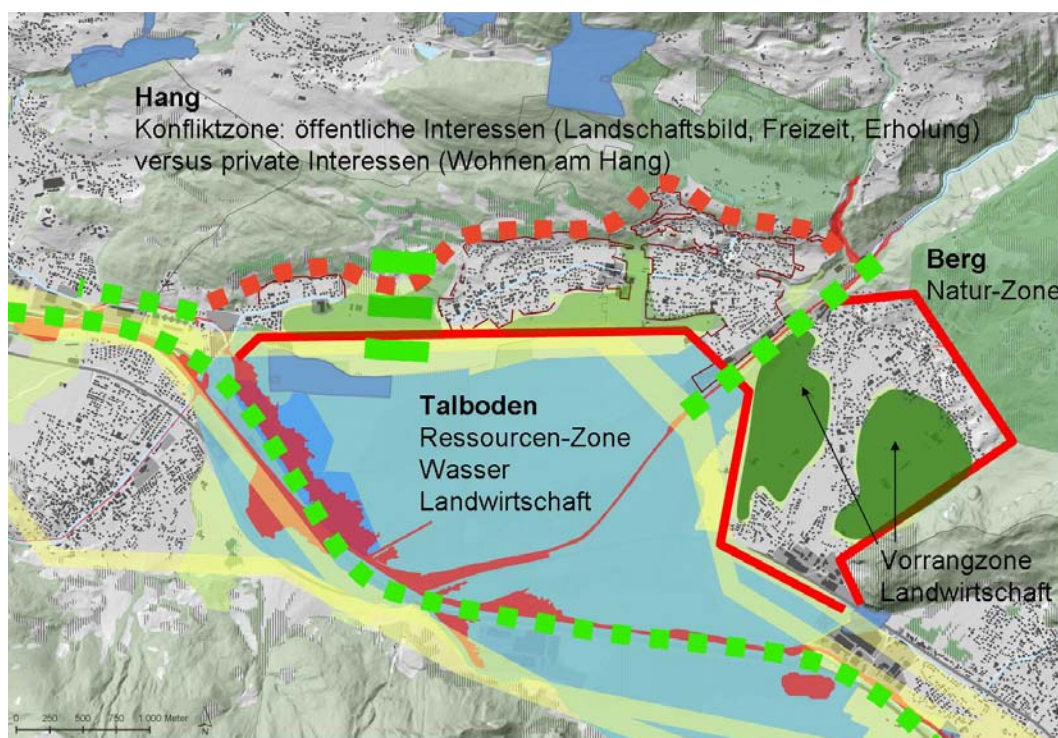 Hang
Konfliktzone: öffentliche Interessen (Landschaftsbild, Freizeit, Erholung)
versus private Interessen (Wohnen am Hang)
Berg
Natur-Zone
Talboden
Ressourcen-Zone
Wasser
Landwirtschaft
Vorrangzone
Landwirtschaft
0 250 500 750 1.000 Meter
N